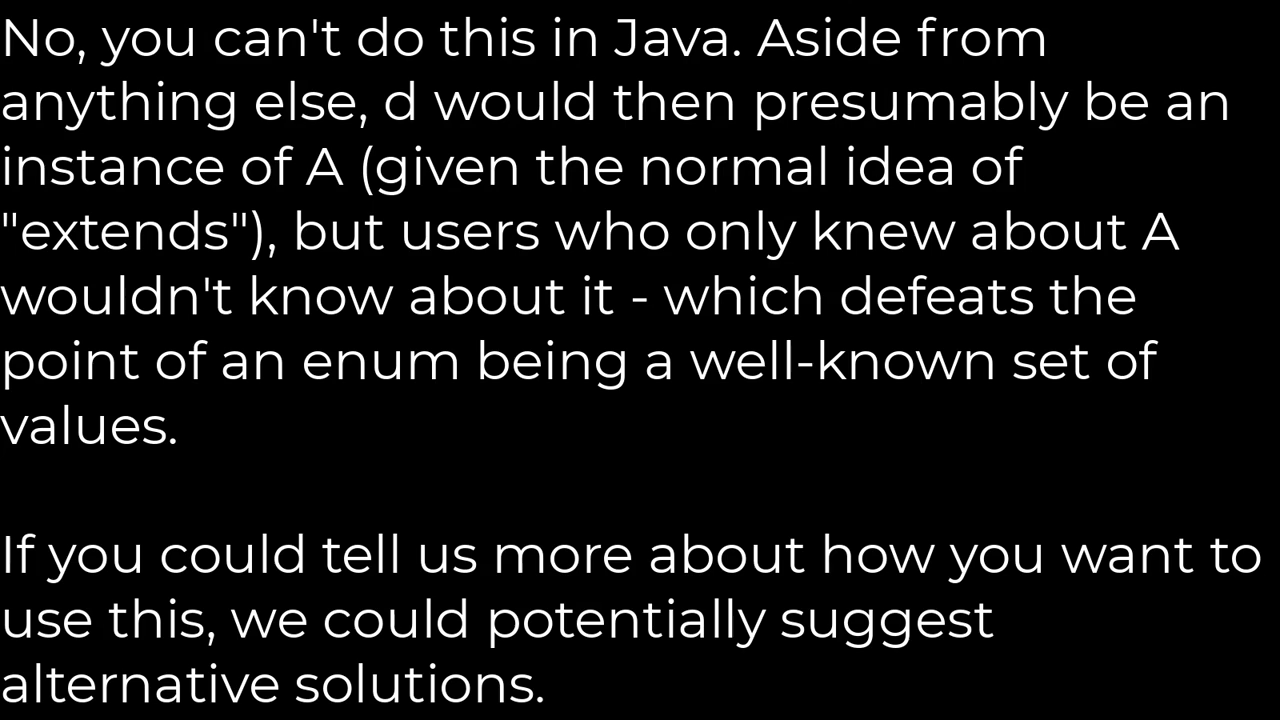 No, you can't do this in Java. Aside from
anything else, d would then presumably be an
instance of A (given the normal idea of
"extends"), but users who only knew about A
wouldn't know about it - which defeats the
point of an enum being a well-known set of
values.
If you could tell us more about how you want to
use this, we could potentially suggest
alternative solutions.